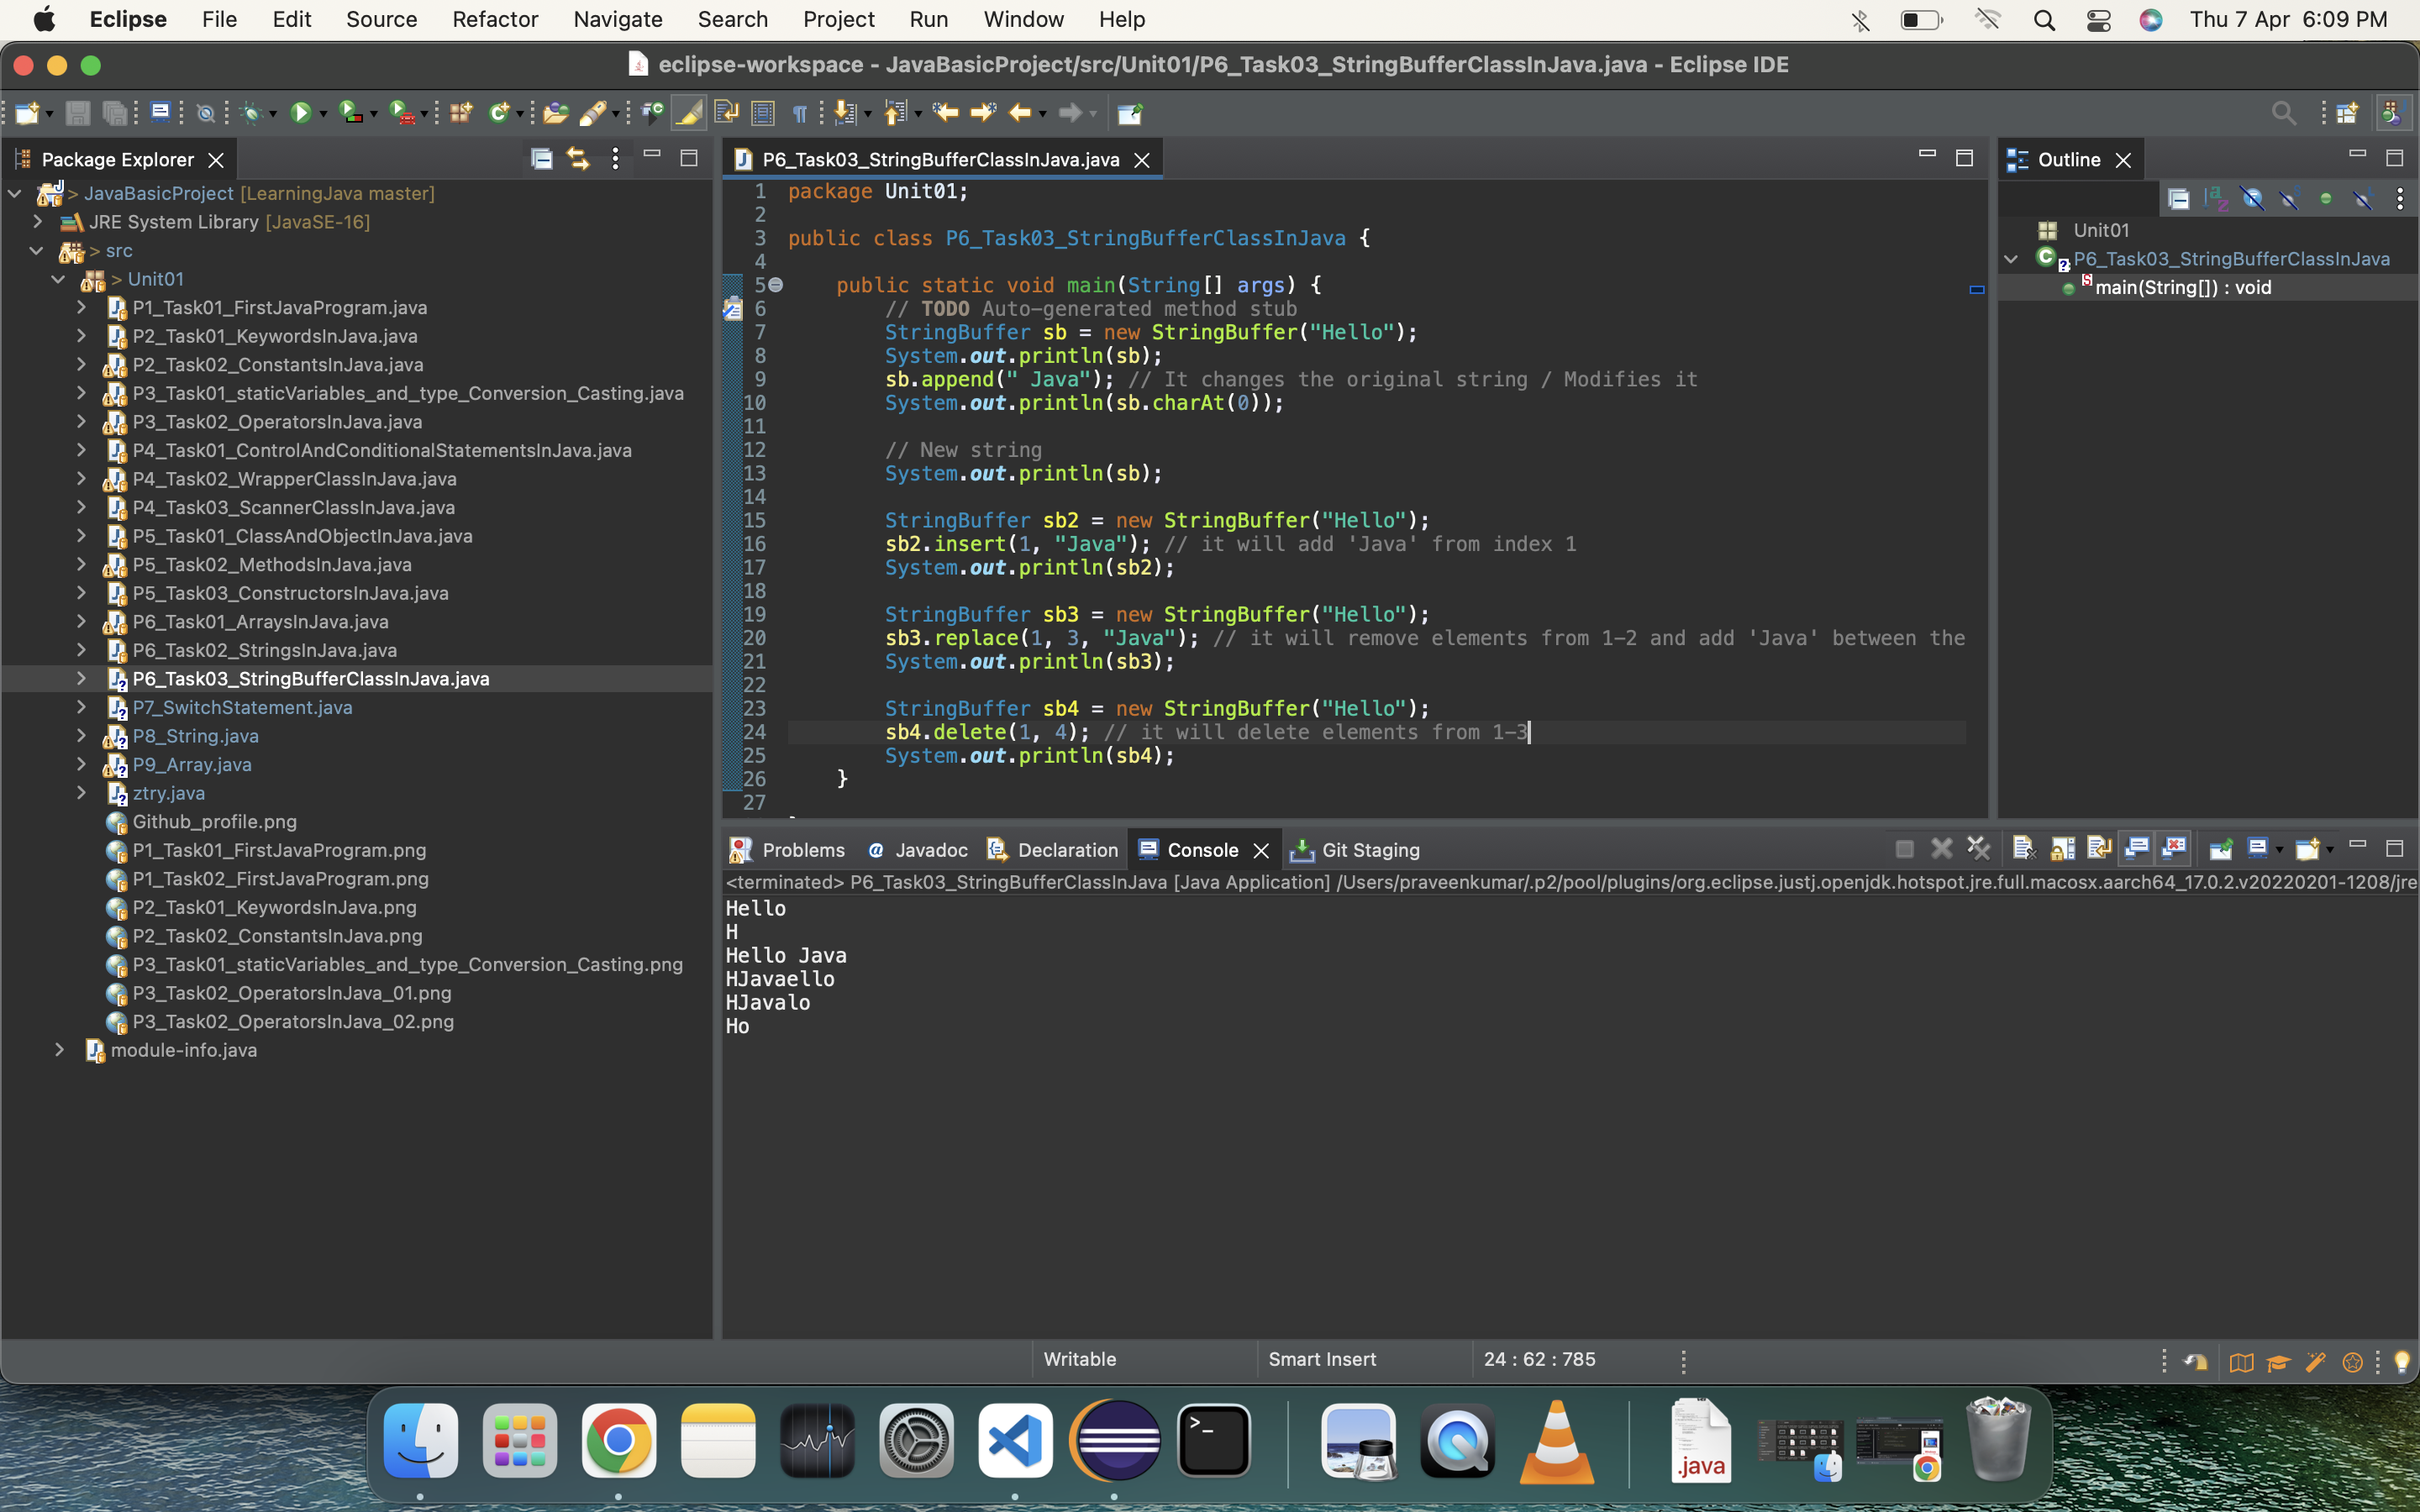 Eclipse File Edit Source Refactor Navigate Search Project Run Window Help Thu 7 Apr 6:09 PM
eclipse-workspace - JavaBasicProject/src/Unit01/P6_Task03_StringBufferClassInJava.java - Eclipse IDE
Package Explorer
> JavaBasicProject [LearningJava master]
JRE System Library [JavaSE-16]
> src
> Unit01
P1_Task01_FirstJavaProgram.java
P2_Task01_KeywordsInJava.java
P2_Task02_ConstantsInJava.java
P3_Task01_staticVariables_and_type_Conversion_Casting.java
P3_Task02_OperatorsInJava.java
P4_Task01_ControlAndConditionalStatementsInJava.java
P4_Task02_WrapperClassInJava.java
P4_Task03_ScannerClassInJava.java
P5_Task01_ClassAndObjectInJava.java
P5_Task02_MethodsInJava.java
P5_Task03_ConstructorsInJava.java
P6_Task01_ArraysInJava.java
P6_Task02_StringsInJava.java
P6_Task03_StringBufferClassInJava.java
P7_SwitchStatement.java
P8_String.java
P9_Array.java
ztry.java
Github_profile.png
P1_Task01_FirstJavaProgram.png
P1_Task02_FirstJavaProgram.png
P2_Task01_KeywordsInJava.png
P2_Task02_ConstantsInJava.png
P3_Task01_staticVariables_and_type_Conversion_Casting.png
P3_Task02_OperatorsInJava_01.png
P3_Task02_OperatorsInJava_02.png
module-info.java
P6_Task03_StringBufferClassInJava.java
1 package Unit01;
2
3 public class P6_Task03_StringBufferClassInJava {
4
5 public static void main(String[] args) {
6 // TODO Auto-generated method stub
7 StringBuffer sb = new StringBuffer("Hello");
8 System.out.println(sb);
9 sb.append(" Java"); // It changes the original string / Modifies it
10 System.out.println(sb.charAt(0));
11
12 // New string
13 System.out.println(sb);
14
15 StringBuffer sb2 = new StringBuffer("Hello");
16 sb2.insert(1, "Java"); // it will add 'Java' from index 1
17 System.out.println(sb2);
18
19 StringBuffer sb3 = new StringBuffer("Hello");
20 sb3.replace(1, 3, "Java"); // it will remove elements from 1-2 and add 'Java' between the
21 System.out.println(sb3);
22
23 StringBuffer sb4 = new StringBuffer("Hello");
24 sb4.delete(1, 4); // it will delete elements from 1-3
25 System.out.println(sb4);
26 }
27
Outline
Unit01
P6_Task03_StringBufferClassInJava
main(String[]) : void
Problems @ Javadoc Declaration Console Git Staging
<terminated> P6_Task03_StringBufferClassInJava [Java Application] /Users/praveenkumar/.p2/pool/plugins/org.eclipse.justj.openjdk.hotspot.jre.full.macosx.aarch64_17.0.2.v20220201-1208/jre
Hello
H
Hello Java
HJavaello
HJavalo
Ho
Writable Smart Insert 24 : 62 : 785
.java